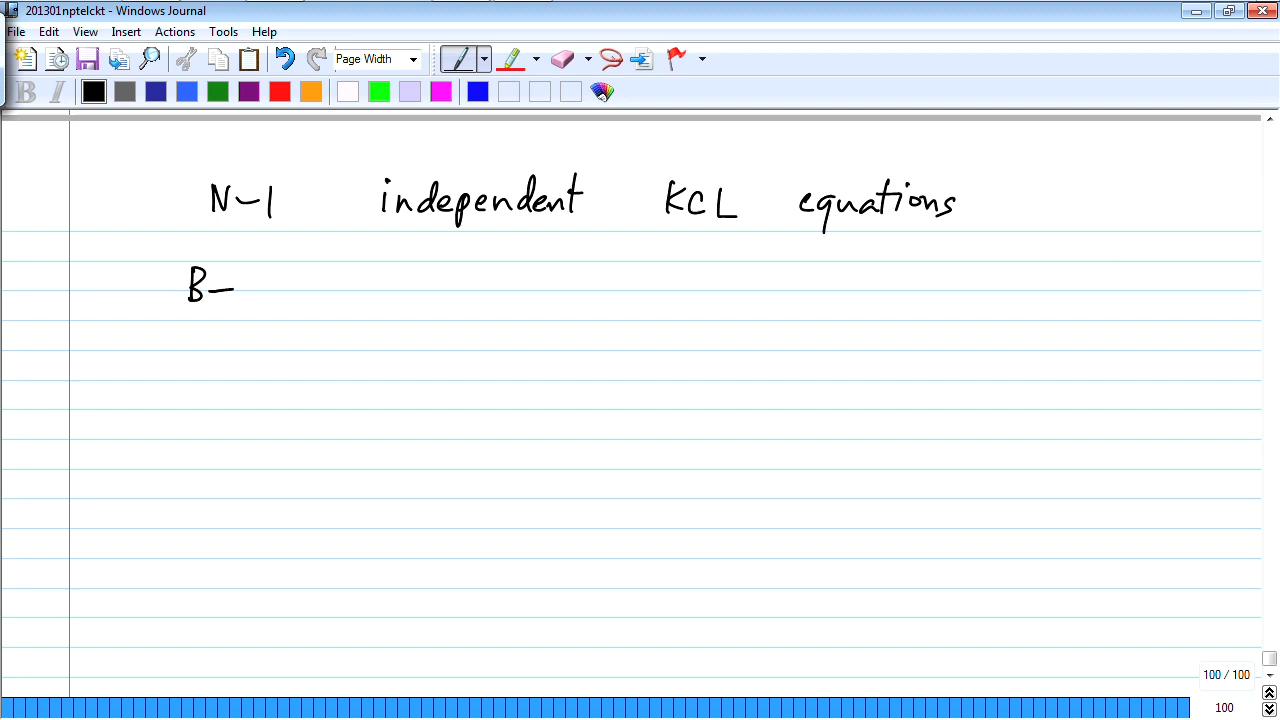 201301nptelckt - Windows Journal
File Edit View Insert Actions Tools Help
Page Width
B I
N-1 independent KCL equations
B-
100 / 100
100